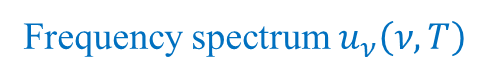 Frequency spectrum 𝑢𝜈(𝜈, 𝑇)